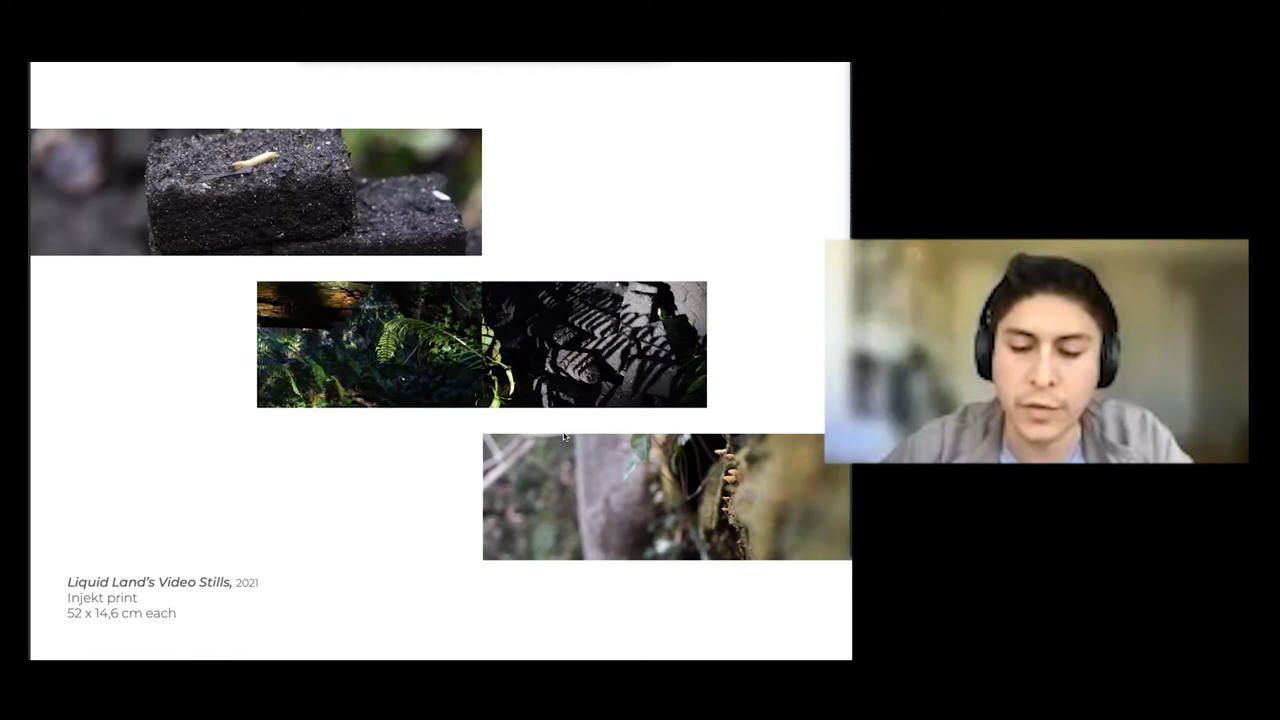 Liquid Land's Video Stills, 2021
Injekt print
52 x 14,6 cm each